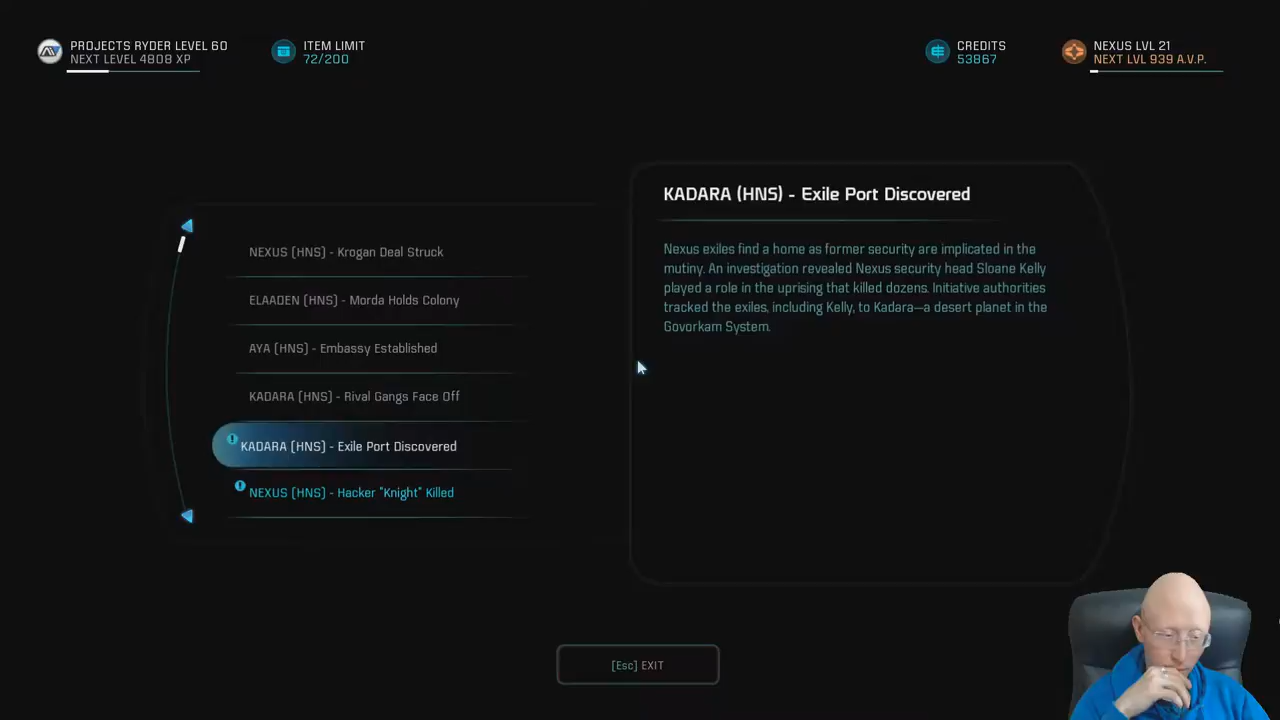 PROJECTS RYDER LEVEL 60
NEXT LEVEL 4808 XP
ITEM LIMIT
72/200
CREDITS
53867
NEXUS LVL 21
NEXT LVL 939 A.V.P.
NEXUS (HNS) - Krogan Deal Struck
ELAADEN (HNS) - Morda Holds Colony
AYA (HNS) - Embassy Established
KADARA (HNS) - Rival Gangs Face Off
KADARA (HNS) - Exile Port Discovered
NEXUS (HNS) - Hacker "Knight" Killed
KADARA (HNS) - Exile Port Discovered
Nexus exiles find a home as former security are implicated in the
mutiny. An investigation revealed Nexus security head Sloane Kelly
played a role in the uprising that killed dozens. Initiative authorities
tracked the exiles, including Kelly, to Kadara—a desert planet in the
Govorkam System.
[Esc] EXIT